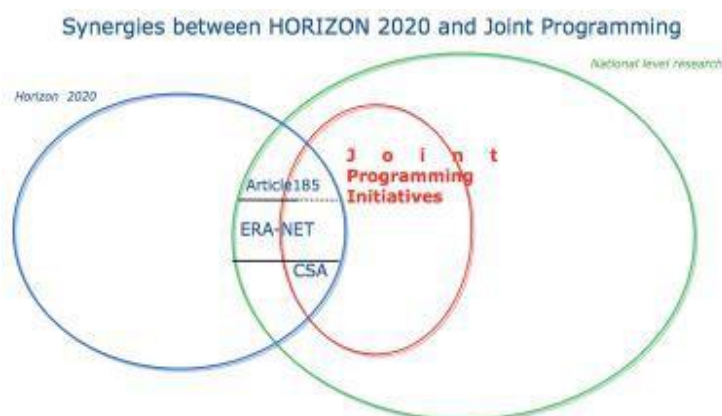 Synergies between HORIZON 2020 and Joint Programming
National level research
Horizon 2020
J o i n t
Programming
Initiatives
Article185
ERA-NET
CSA